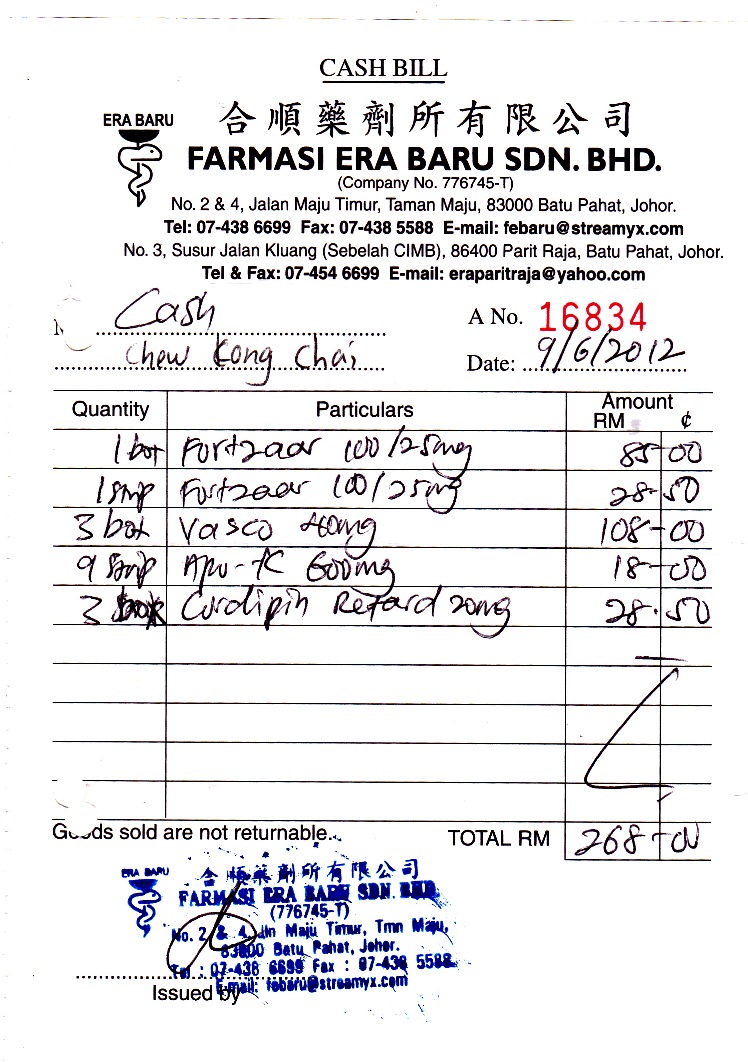 CASH BILL
ERA BARU
合順藥劑所有限公司
FARMASI ERA BARU SDN. BHD.
(Company No. 776745-T)
No. 2 & 4, Jalan Maju Timur, Taman Maju, 83000 Batu Pahat, Johor.
Tel: 07-438 6699 Fax: 07-438 5588 E-mail: febaru@streamyx.com
No. 3, Susur Jalan Kluang (Sebelah CIMB), 86400 Parit Raja, Batu Pahat, Johor.
Tel & Fax: 07-454 6699 E-mail: eraparitraja@yahoo.com
Cash
A No. 16834
Chew Kong Chai
Date: 9/6/2012
Quantity Particulars Amount
RM ¢
1 bot Fortzaar 100/25mg 85-00
1 Fortzaar 100/25mg 28-50
3 bot Vasco 108-00
9 600mg 18-00
3 Cardipin Retard 20mg 28.50
Goods sold are not returnable.
TOTAL RM 268-00
ERA BARU
合順藥劑所有限公司
FARMASI ERA BARU SDN. BHD.
(776745-T)
No. 2 & 4, Jln Maju Timur, Tmn Maju,
83000 Batu Pahat, Johor.
Tel : 07-438 6699 Fax : 07-438 5588
E-mail: febaru@streamyx.com
Issued by